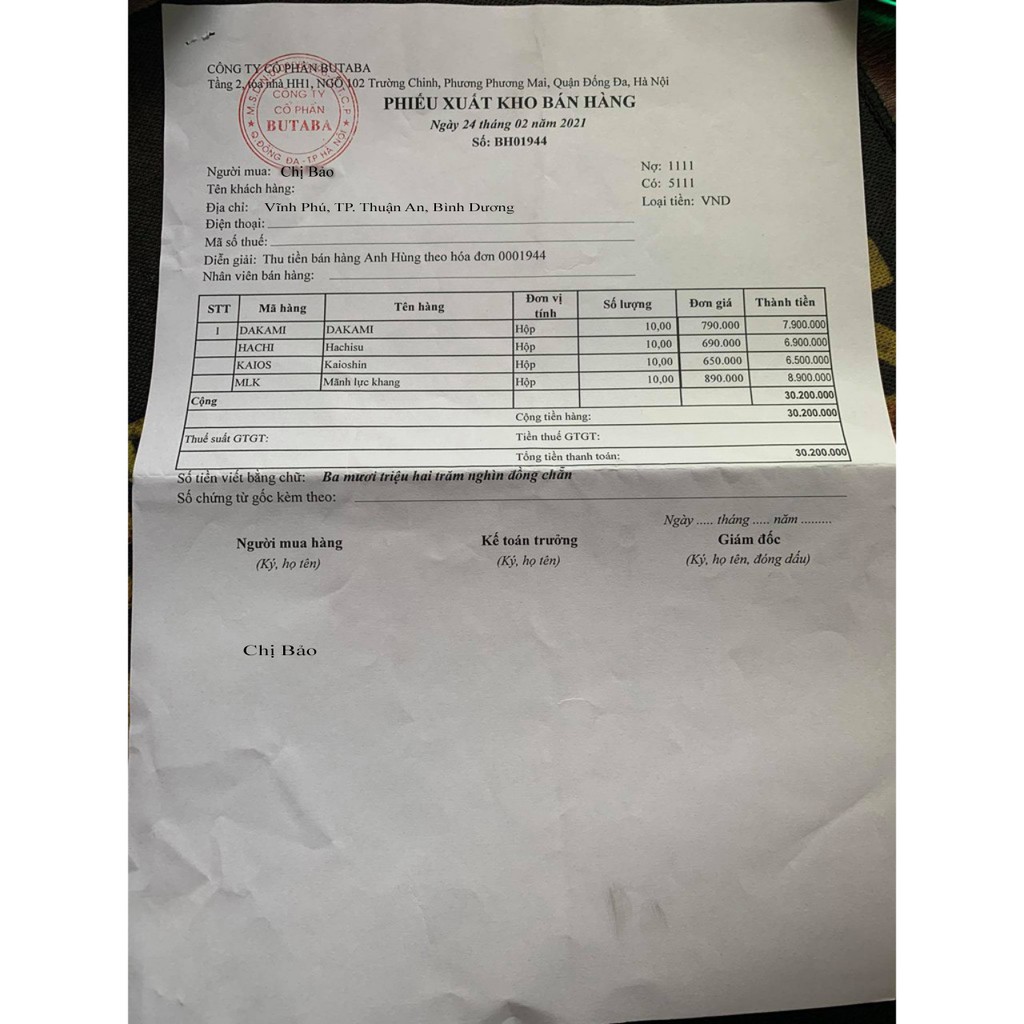 CÔNG TY CỔ PHẦN BUTABA
Tầng 2, tòa nhà HH1, NGÕ 102 Trường Chinh, Phương Phương Mai, Quận Đống Đa, Hà Nội
CÔNG TY
CỔ PHẦN
BUTABA
Q.ĐỐNG ĐA - T.P HÀ NỘI
PHIẾU XUẤT KHO BÁN HÀNG
Ngày 24 tháng 02 năm 2021
Số: BH01944
Người mua: Chị Bảo
Nợ: 1111
Tên khách hàng:
Có: 5111
Địa chỉ: Vĩnh Phú, TP. Thuận An, Bình Dương
Loại tiền: VND
Điện thoại:
Mã số thuế:
Diễn giải: Thu tiền bán hàng Anh Hùng theo hóa đơn 0001944
Nhân viên bán hàng:
STT Mã hàng Tên hàng Đơn vị tính Số lượng Đơn giá Thành tiền
1 DAKAMI DAKAMI Hộp 10,00 790.000 7.900.000
HACHI Hachisu Hộp 10,00 690.000 6.900.000
KAIOS Kaioshin Hộp 10,00 650.000 6.500.000
MLK Mãnh lực khang Hộp 10,00 890.000 8.900.000
Cộng 30.200.000
Cộng tiền hàng: 30.200.000
Thuế suất GTGT: Tiền thuế GTGT:
Tổng tiền thanh toán: 30.200.000
Số tiền viết bằng chữ: Ba mươi triệu hai trăm nghìn đồng chẵn
Số chứng từ gốc kèm theo:
Ngày ..... tháng ..... năm .........
Người mua hàng Kế toán trưởng Giám đốc
(Ký, họ tên) (Ký, họ tên) (Ký, họ tên, đóng dấu)
Chị Bảo